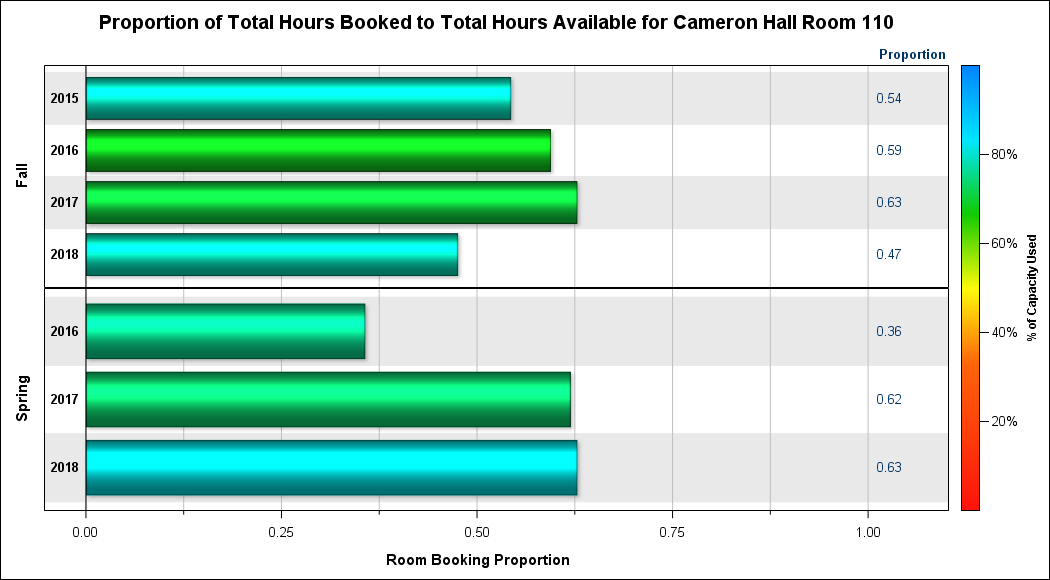 Proportion of Total Hours Booked to Total Hours Available for Cameron Hall Room 110
Proportion
Fall
2015 0.54
2016 0.59
2017 0.63
2018 0.47
Spring
2016 0.36
2017 0.62
2018 0.63
0.00 0.25 0.50 0.75 1.00
Room Booking Proportion
80%
60%
40%
20%
% of Capacity Used